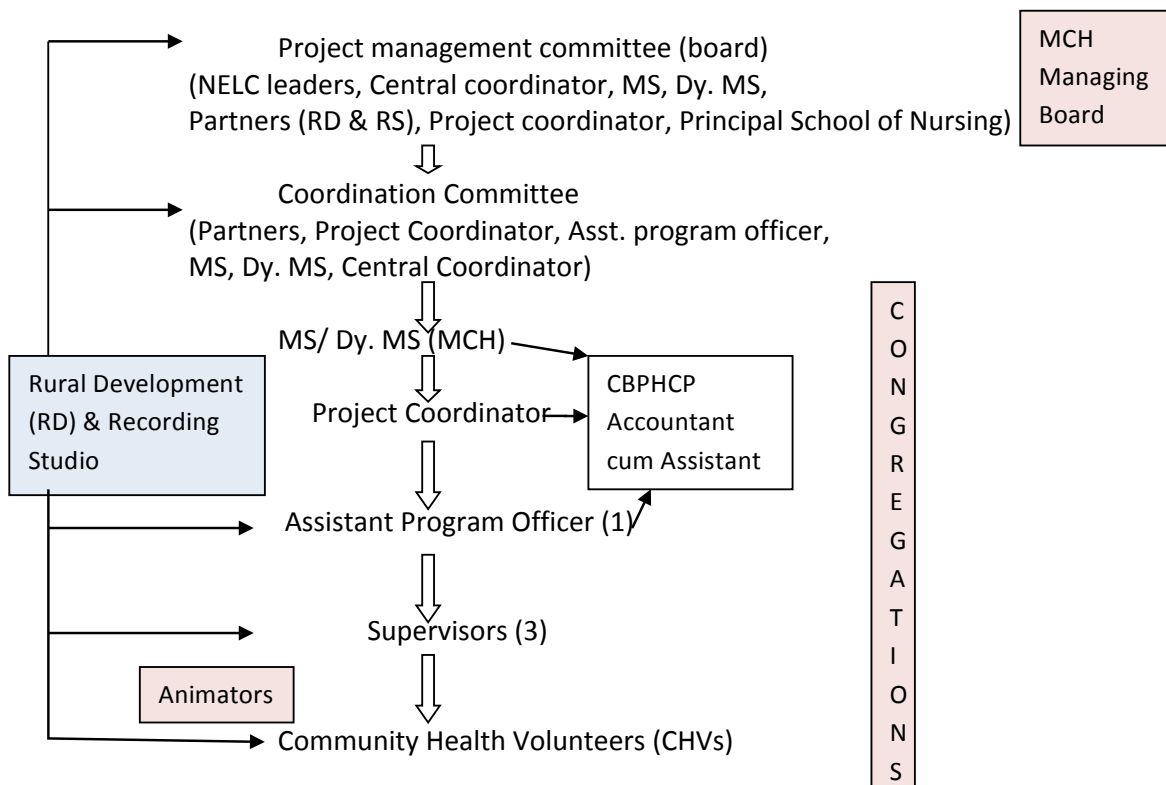 Project management committee (board)
(NELC leaders, Central coordinator, MS, Dy. MS,
Partners (RD & RS), Project coordinator, Principal School of Nursing)
MCH
Managing
Board
Coordination Committee
(Partners, Project Coordinator, Asst. program officer,
MS, Dy. MS, Central Coordinator)
MS/ Dy. MS (MCH)
Rural Development
(RD) & Recording
Studio
Project Coordinator
CBPHCP
Accountant
cum Assistant
Assistant Program Officer (1)
Supervisors (3)
Animators
Community Health Volunteers (CHVs)
C
O
N
G
R
E
G
A
T
I
O
N
S